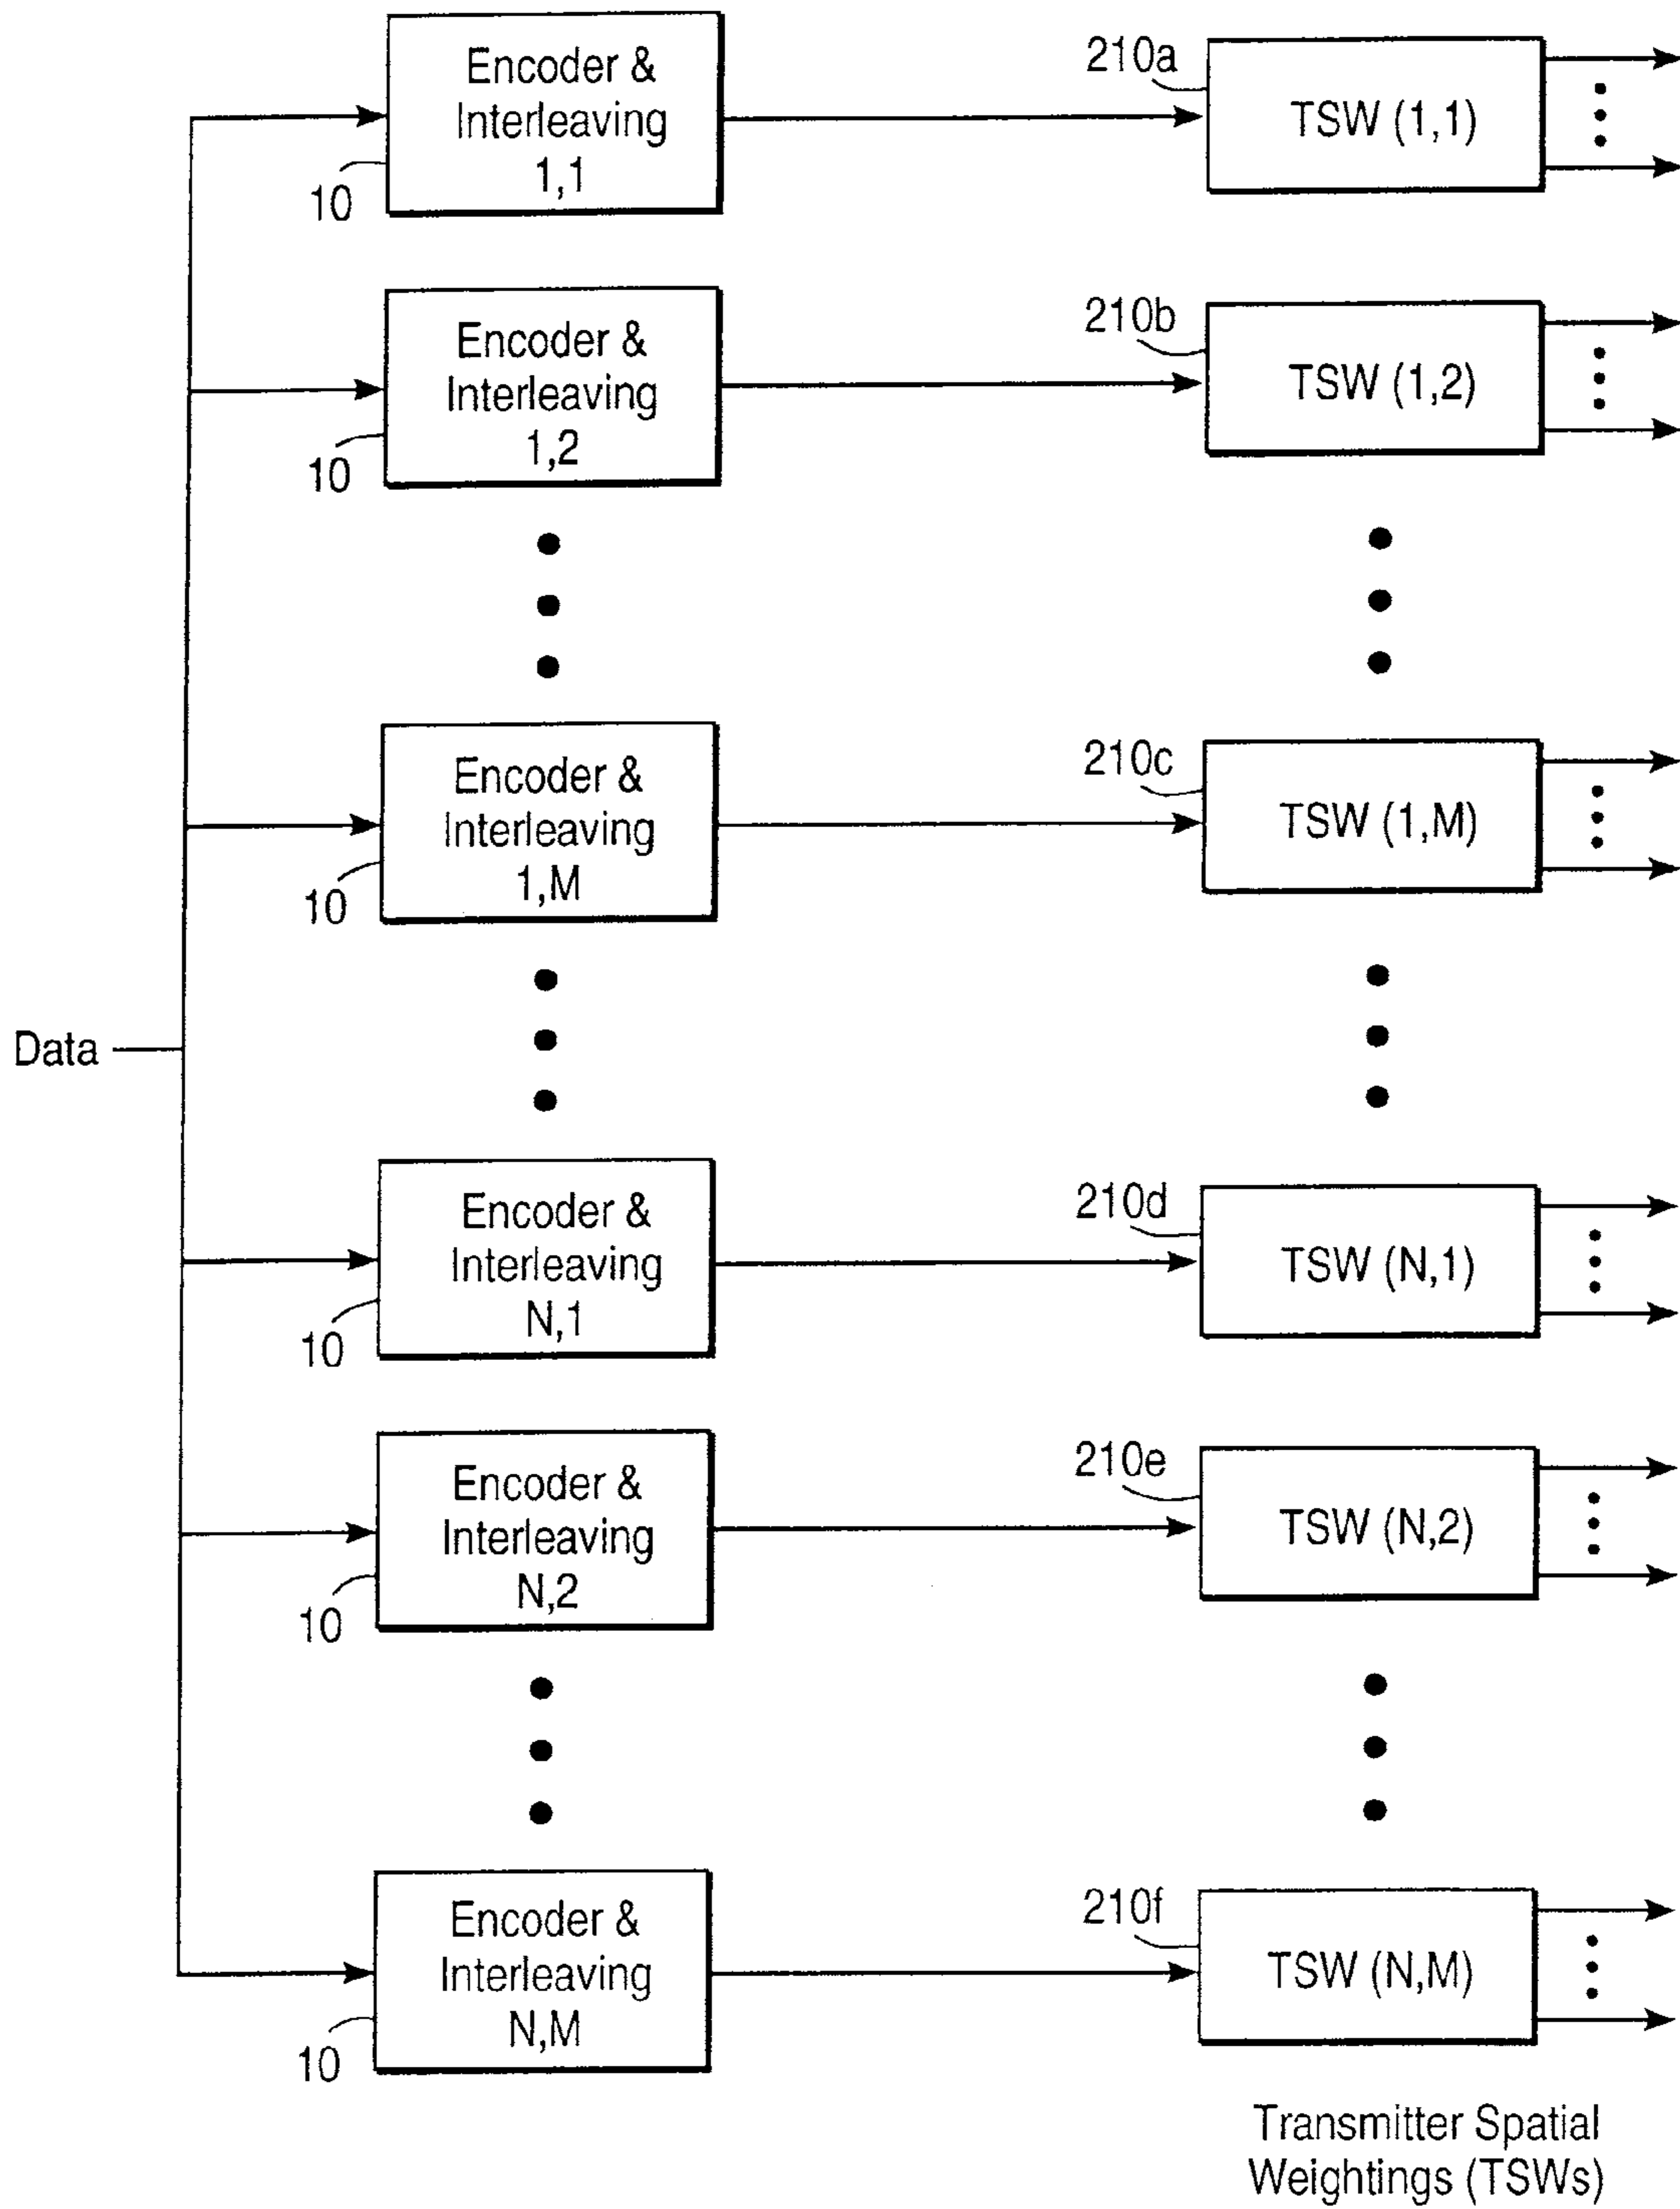 Encoder &
Interleaving
1,1
10
210a
TSW (1,1)
Encoder &
Interleaving
1,2
10
210b
TSW (1,2)
Encoder &
Interleaving
1,M
10
210c
TSW (1,M)
Data
Encoder &
Interleaving
N,1
10
210d
TSW (N,1)
Encoder &
Interleaving
N,2
10
210e
TSW (N,2)
Encoder &
Interleaving
N,M
10
210f
TSW (N,M)
Transmitter Spatial
Weightings (TSWs)